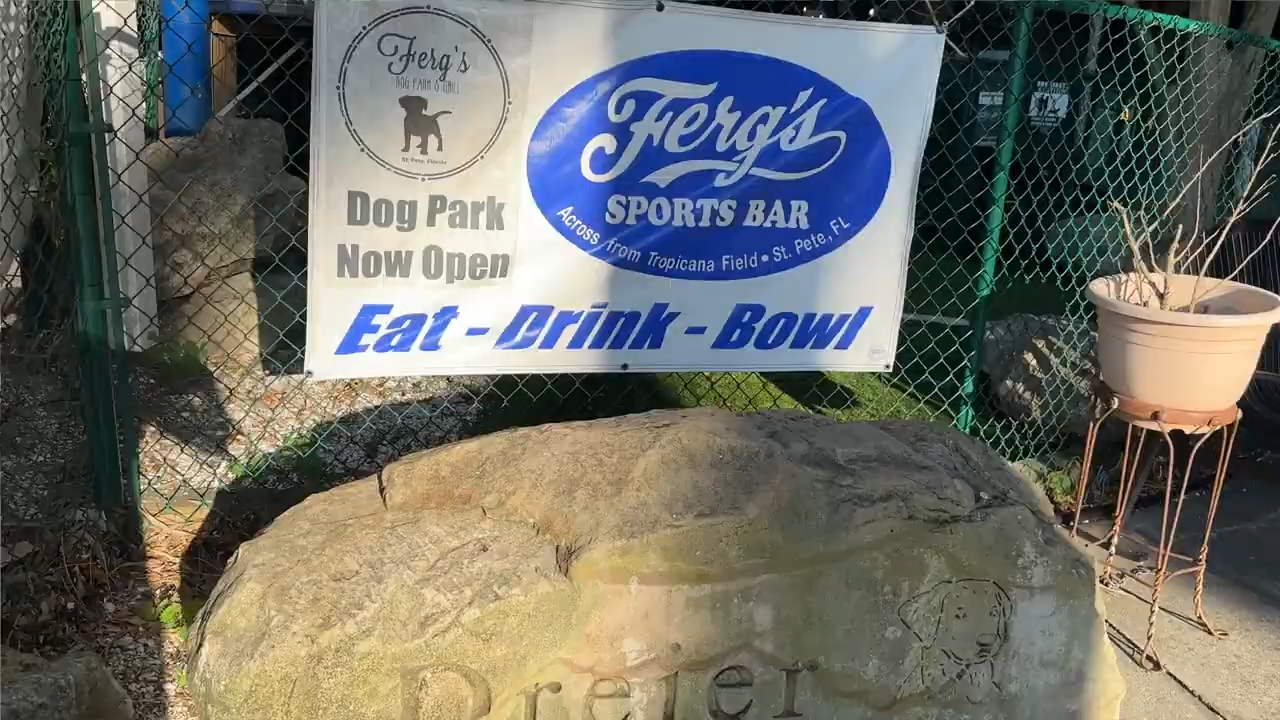 Ferg's
DOG PARK & GRILL
St. Pete, Florida
Dog Park
Now Open
Ferg's
SPORTS BAR
Across from Tropicana Field • St. Pete, FL
Eat - Drink - Bowl